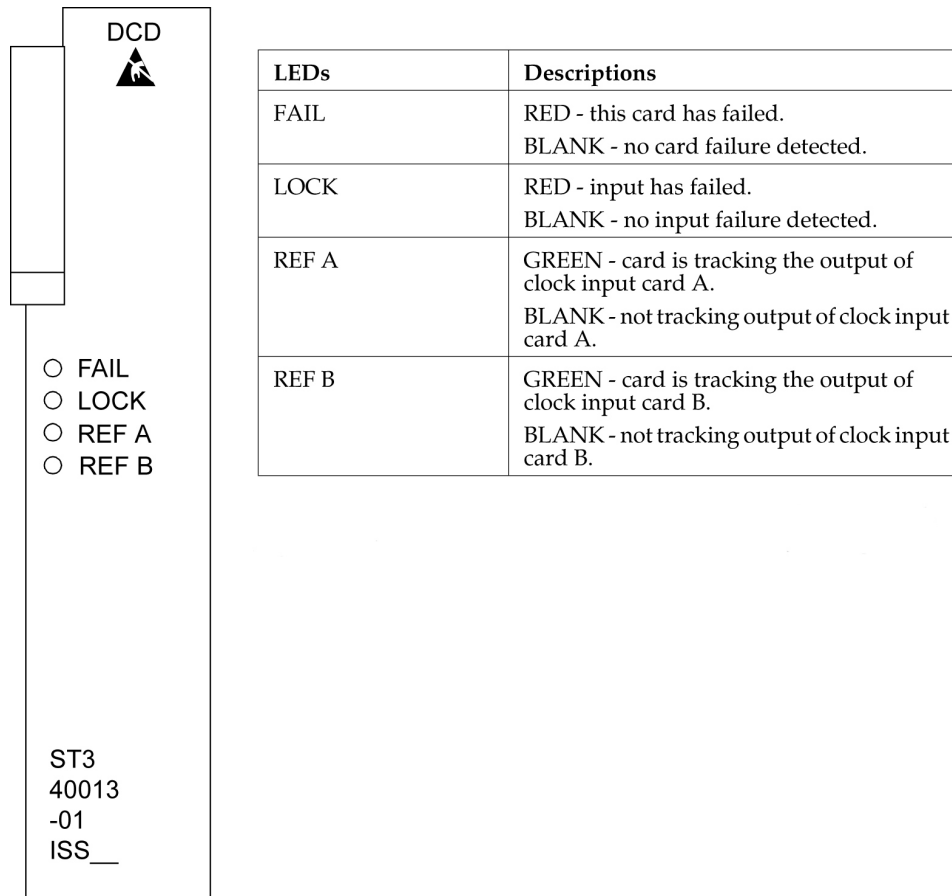 DCD
FAIL
LOCK
REF A
REF B
ST3
40013
-01
ISS__
LEDs Descriptions
FAIL RED - this card has failed.
BLANK - no card failure detected.
LOCK RED - input has failed.
BLANK - no input failure detected.
REF A GREEN - card is tracking the output of
clock input card A.
BLANK - not tracking output of clock input
card A.
REF B GREEN - card is tracking the output of
clock input card B.
BLANK - not tracking output of clock input
card B.